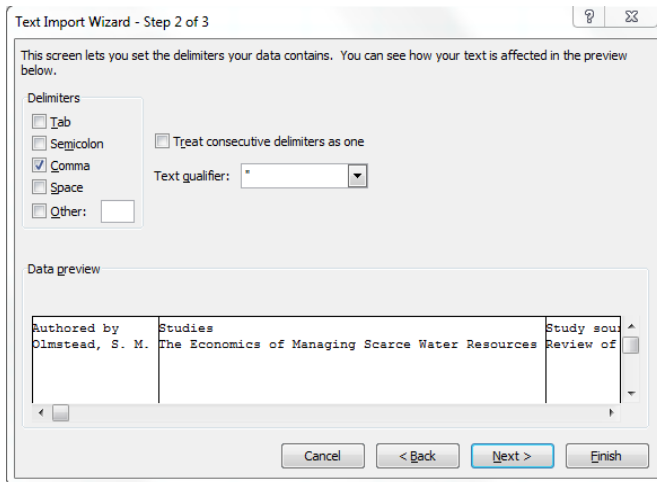 Text Import Wizard - Step 2 of 3
This screen lets you set the delimiters your data contains. You can see how your text is affected in the preview
below.
Delimiters
Tab
Semicolon
Comma
Space
Other:
Treat consecutive delimiters as one
Text qualifier: "
Data preview
Authored by Studies Study sour
Olmstead, S. M. The Economics of Managing Scarce Water Resources Review of
Cancel < Back Next > Finish